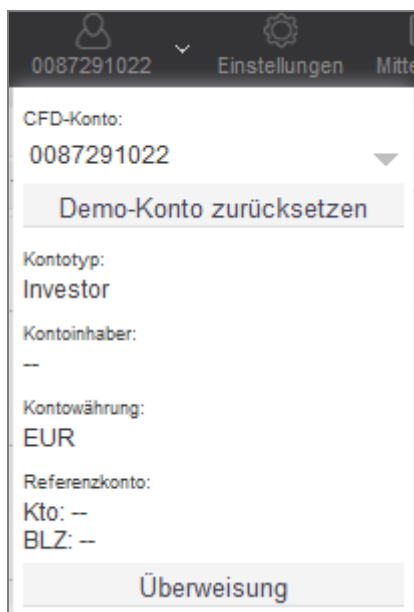 0087291022
Einstellungen
Mitte
CFD-Konto:
0087291022
Demo-Konto zurücksetzen
Kontotyp:
Investor
Kontoinhaber:
--
Kontowährung:
EUR
Referenzkonto:
Kto: --
BLZ: --
Überweisung